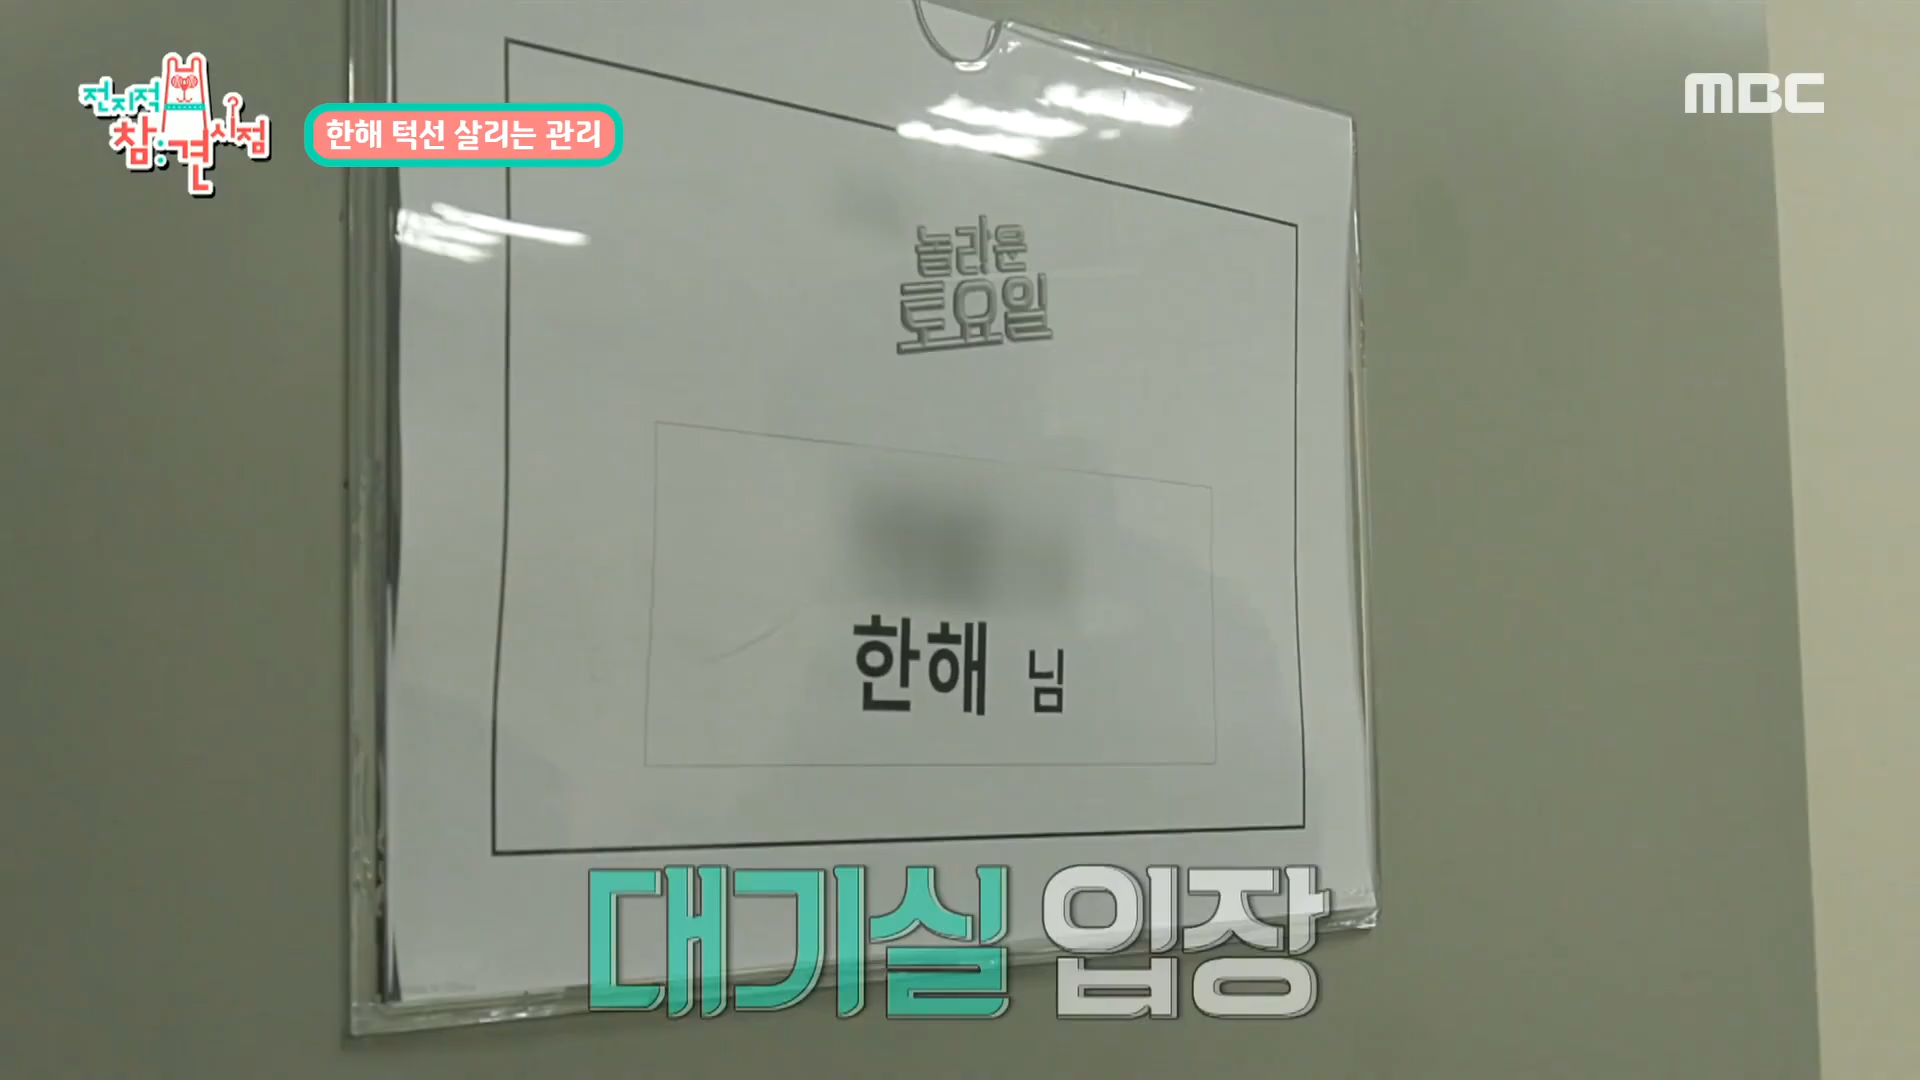 전지적
참견 시점
한해 턱선 살리는 관리
MBC
놀라운
토요일
한해 님
대기실 입장